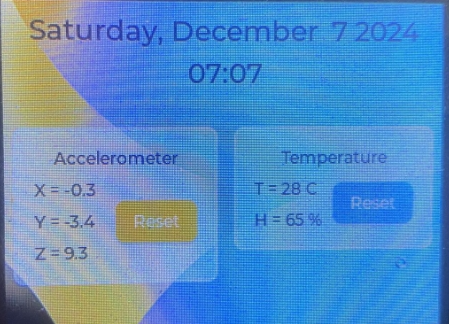 Saturday, December 7 2024
07:07
Accelerometer
X = -0.3
Y = -3.4
Z = 9.3
Reset
Temperature
T = 28 C
H = 65 %
Reset